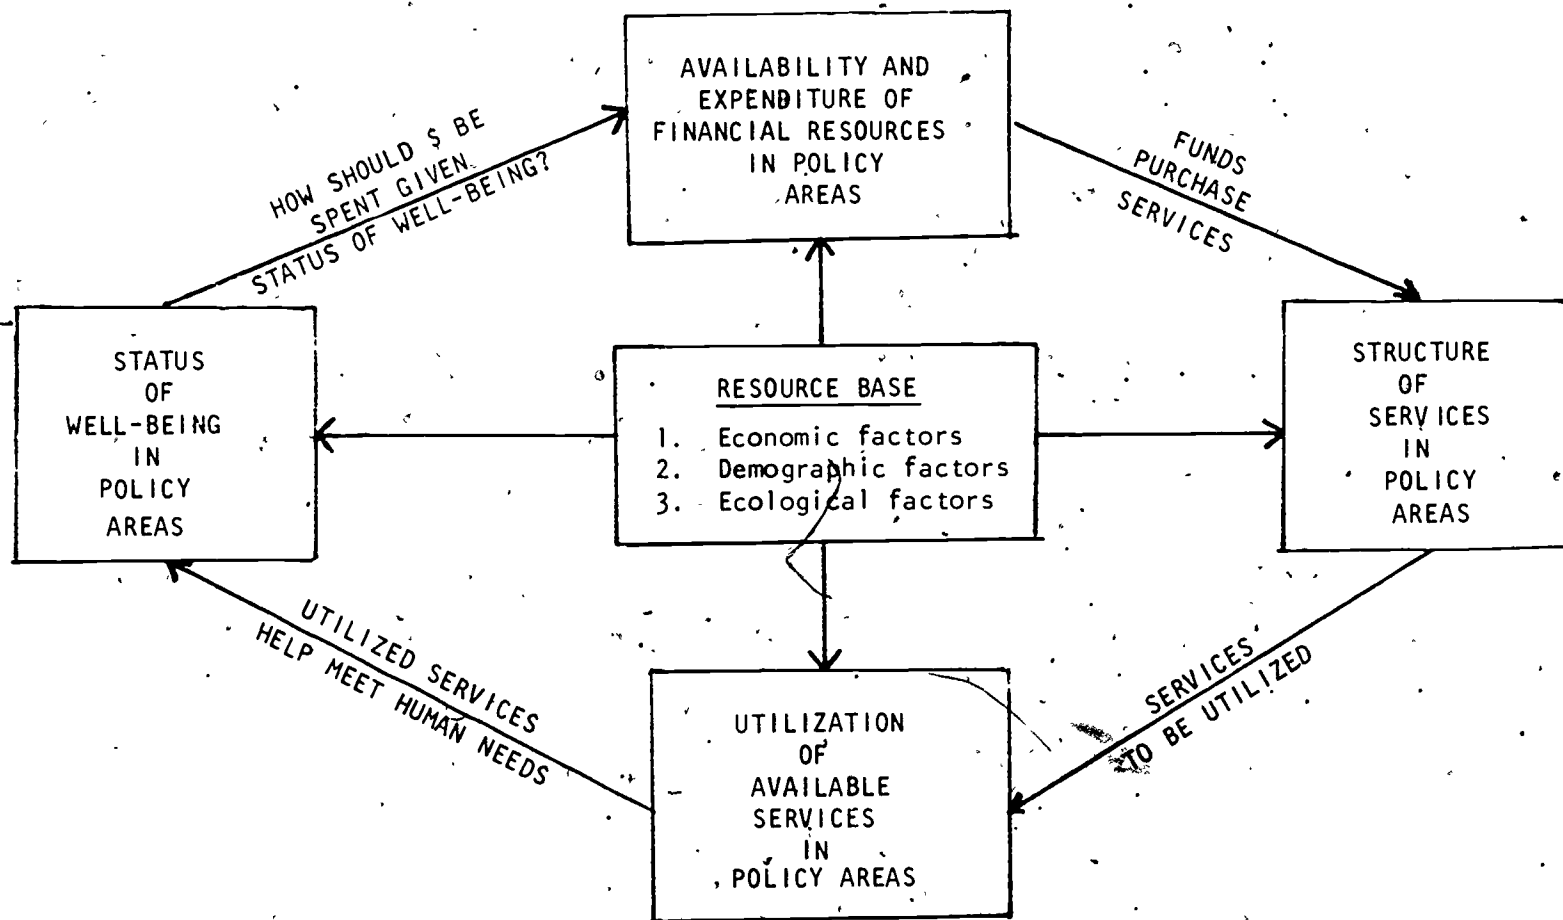 AVAILABILITY AND
EXPENDITURE OF
FINANCIAL RESOURCES
IN POLICY
AREAS
HOW SHOULD $ BE
SPENT GIVEN
STATUS OF WELL-BEING?
FUNDS
PURCHASE
SERVICES
STATUS
OF
WELL-BEING
IN
POLICY
AREAS
RESOURCE BASE
1. Economic factors
2. Demographic factors
3. Ecological factors
STRUCTURE
OF
SERVICES
IN
POLICY
AREAS
UTILIZED SERVICES
HELP MEET HUMAN NEEDS
SERVICES
TO BE UTILIZED
UTILIZATION
OF
AVAILABLE
SERVICES
IN
POLICY AREAS